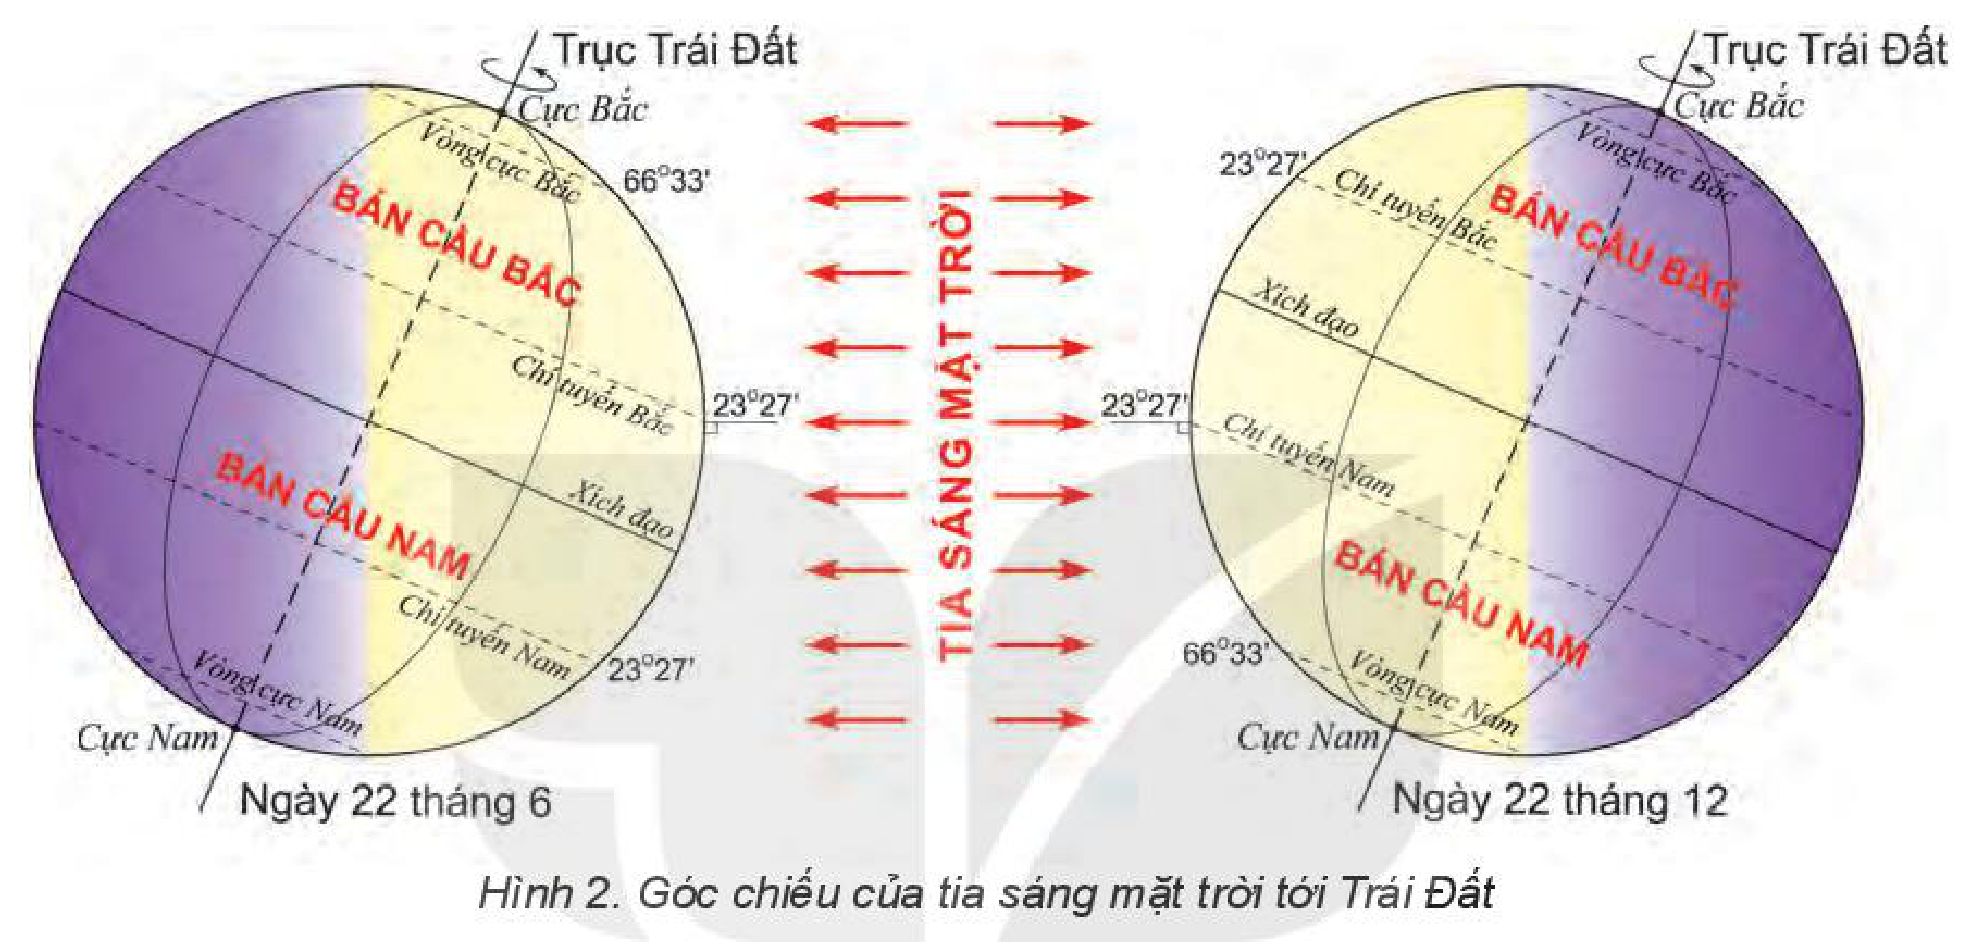 Trục Trái Đất
Cực Bắc
Vòng cực Bắc
66°33'
BÁN CẦU BẮC
Chí tuyến Bắc
23°27'
Xích đạo
BÁN CẦU NAM
Chí tuyến Nam
23°27'
Vòng cực Nam
Cực Nam
Ngày 22 tháng 6
TIA SÁNG MẶT TRỜI
Trục Trái Đất
Cực Bắc
Vòng cực Bắc
23°27'
Chí tuyến Bắc
BÁN CẦU BẮC
Xích đạo
23°27'
Chí tuyến Nam
BÁN CẦU NAM
66°33'
Vòng cực Nam
Cực Nam
Ngày 22 tháng 12
Hình 2. Góc chiếu của tia sáng mặt trời tới Trái Đất